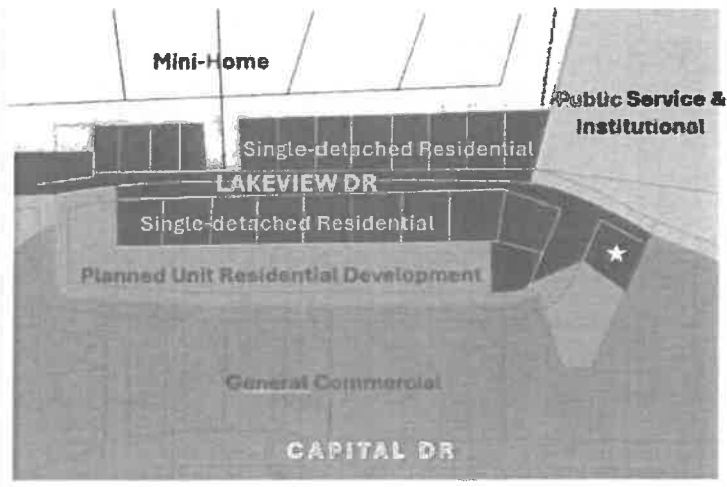 Mini-Home
Public Service &
Institutional
Single-detached Residential
LAKEVIEW DR
Single-detached Residential
Planned Unit Residential Development
General Commercial
CAPITAL DR